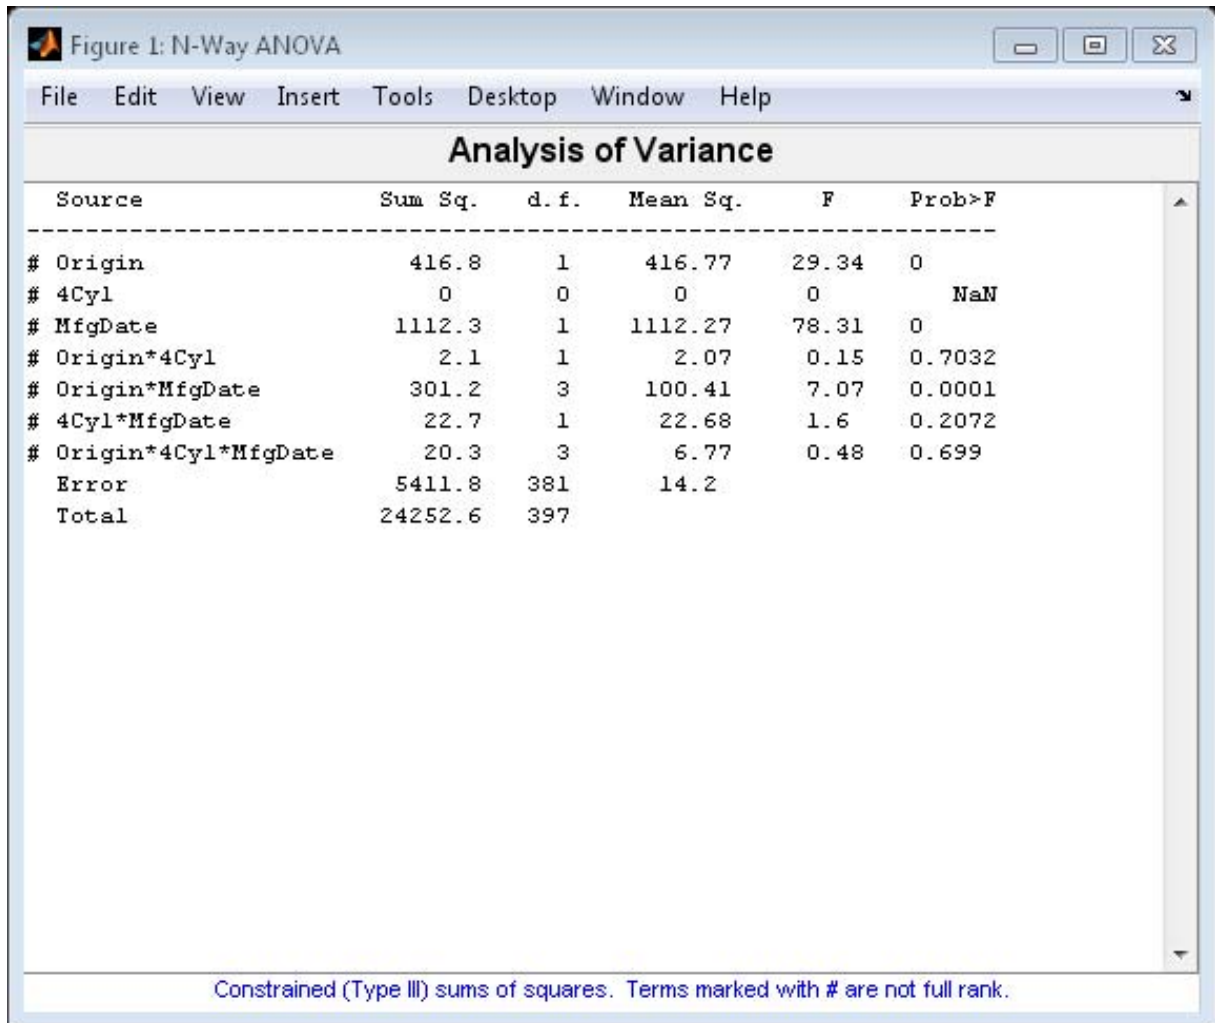 Figure 1: N-Way ANOVA
File Edit View Insert Tools Desktop Window Help
Analysis of Variance
Source Sum Sq. d.f. Mean Sq. F Prob>F
----------------------------------------------------------------------
# Origin 416.8 1 416.77 29.34 0
# 4Cyl 0 0 0 0 NaN
# MfgDate 1112.3 1 1112.27 78.31 0
# Origin*4Cyl 2.1 1 2.07 0.15 0.7032
# Origin*MfgDate 301.2 3 100.41 7.07 0.0001
# 4Cyl*MfgDate 22.7 1 22.68 1.6 0.2072
# Origin*4Cyl*MfgDate 20.3 3 6.77 0.48 0.699
Error 5411.8 381 14.2
Total 24252.6 397
Constrained (Type III) sums of squares. Terms marked with # are not full rank.